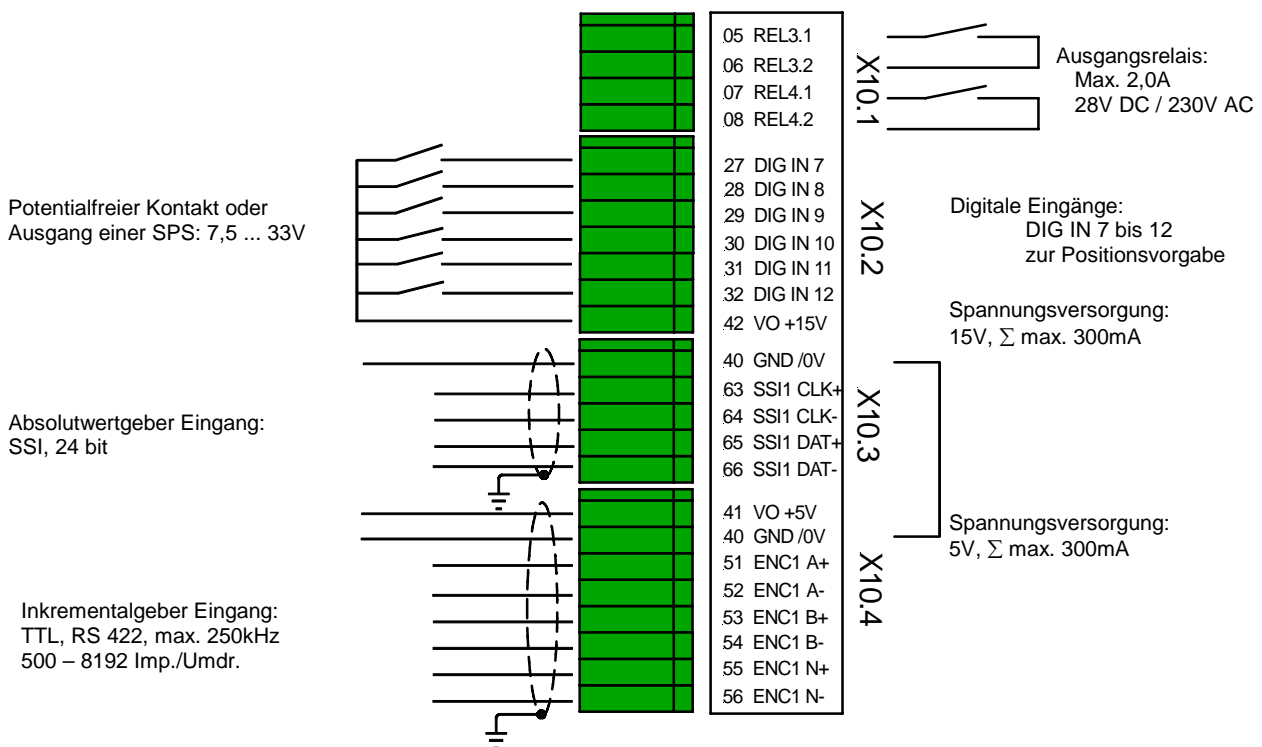 05 REL3.1
06 REL3.2
07 REL4.1
08 REL4.2
X10.1
Ausgangsrelais:
Max. 2,0A
28V DC / 230V AC
Potentialfreier Kontakt oder
Ausgang einer SPS: 7,5 ... 33V
27 DIG IN 7
28 DIG IN 8
29 DIG IN 9
30 DIG IN 10
31 DIG IN 11
32 DIG IN 12
42 VO +15V
X10.2
Digitale Eingänge:
DIG IN 7 bis 12
zur Positionsvorgabe
Spannungsversorgung:
15V, ∑ max. 300mA
Absolutwertgeber Eingang:
SSI, 24 bit
40 GND /0V
63 SSI1 CLK+
64 SSI1 CLK-
65 SSI1 DAT+
66 SSI1 DAT-
X10.3
Inkrementalgeber Eingang:
TTL, RS 422, max. 250kHz
500 – 8192 Imp./Umdr.
41 VO +5V
40 GND /0V
51 ENC1 A+
52 ENC1 A-
53 ENC1 B+
54 ENC1 B-
55 ENC1 N+
56 ENC1 N-
X10.4
Spannungsversorgung:
5V, ∑ max. 300mA